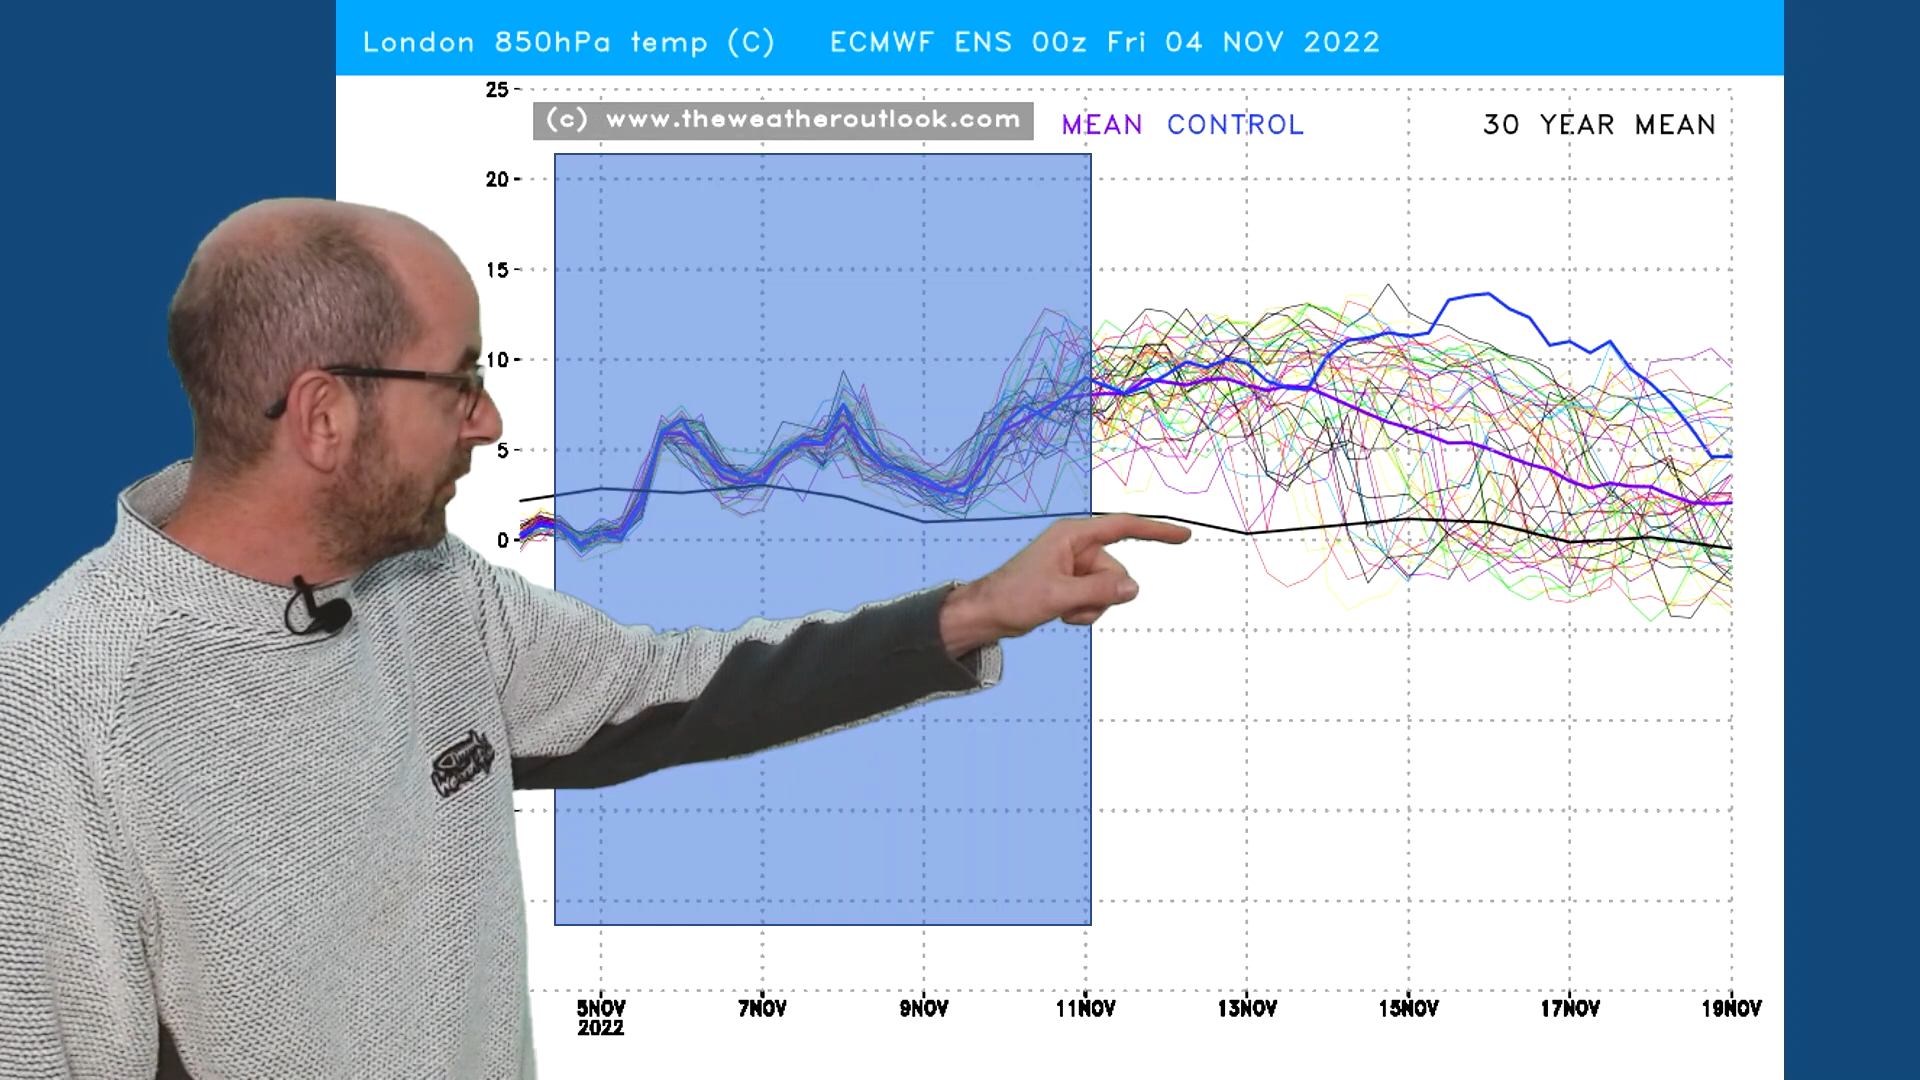 London 850hPa temp (C) ECMWF ENS 00z Fri 04 NOV 2022
25
(c) www.theweatheroutlook.com MEAN CONTROL 30 YEAR MEAN
20
15
10
5
0
5NOV 7NOV 9NOV 11NOV 13NOV 15NOV 17NOV 19NOV
2022